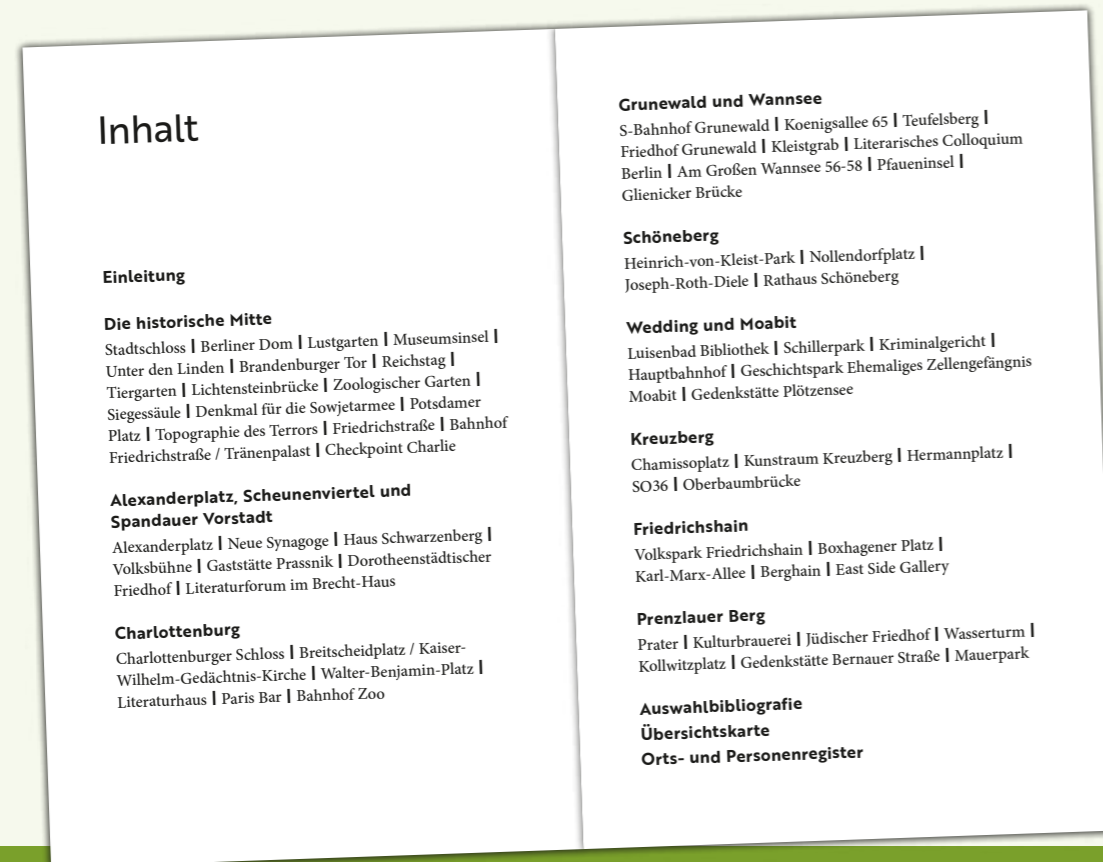 Inhalt
Einleitung
Die historische Mitte
Stadtschloss | Berliner Dom | Lustgarten | Museumsinsel |
Unter den Linden | Brandenburger Tor | Reichstag |
Tiergarten | Lichtensteinbrücke | Zoologischer Garten |
Siegessäule | Denkmal für die Sowjetarmee | Potsdamer
Platz | Topographie des Terrors | Friedrichstraße | Bahnhof
Friedrichstraße / Tränenpalast | Checkpoint Charlie
Alexanderplatz, Scheunenviertel und
Spandauer Vorstadt
Alexanderplatz | Neue Synagoge | Haus Schwarzenberg |
Volksbühne | Gaststätte Prassnik | Dorotheenstädtischer
Friedhof | Literaturforum im Brecht-Haus
Charlottenburg
Charlottenburger Schloss | Breitscheidplatz / Kaiser-
Wilhelm-Gedächtnis-Kirche | Walter-Benjamin-Platz |
Literaturhaus | Paris Bar | Bahnhof Zoo
Grunewald und Wannsee
S-Bahnhof Grunewald | Koenigsallee 65 | Teufelsberg |
Friedhof Grunewald | Kleistgrab | Literarisches Colloquium
Berlin | Am Großen Wannsee 56-58 | Pfaueninsel |
Glienicker Brücke
Schöneberg
Heinrich-von-Kleist-Park | Nollendorfplatz |
Joseph-Roth-Diele | Rathaus Schöneberg
Wedding und Moabit
Luisenbad Bibliothek | Schillerpark | Kriminalgericht |
Hauptbahnhof | Geschichtspark Ehemaliges Zellengefängnis
Moabit | Gedenkstätte Plötzensee
Kreuzberg
Chamissoplatz | Kunstraum Kreuzberg | Hermannplatz |
SO36 | Oberbaumbrücke
Friedrichshain
Volkspark Friedrichshain | Boxhagener Platz |
Karl-Marx-Allee | Berghain | East Side Gallery
Prenzlauer Berg
Prater | Kulturbrauerei | Jüdischer Friedhof | Wasserturm |
Kollwitzplatz | Gedenkstätte Bernauer Straße | Mauerpark
Auswahlbibliografie
Übersichtskarte
Orts- und Personenregister